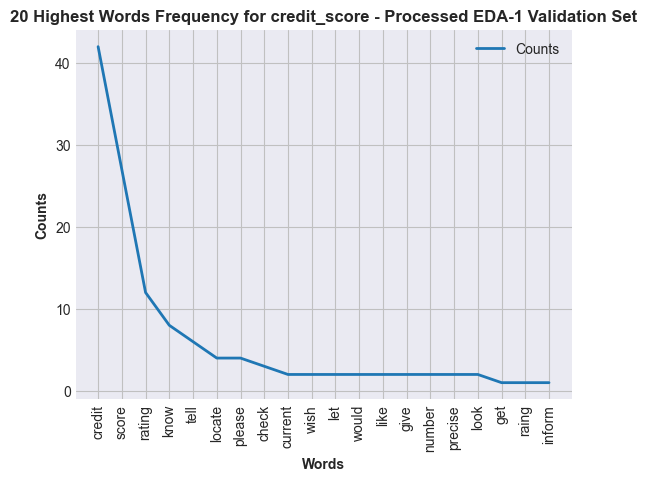 20 Highest Words Frequency for credit_score - Processed EDA-1 Validation Set
Counts
40
30
20
10
0
Counts
credit
score
rating
know
tell
locate
please
check
current
wish
let
would
like
give
number
precise
look
get
raing
inform
Words